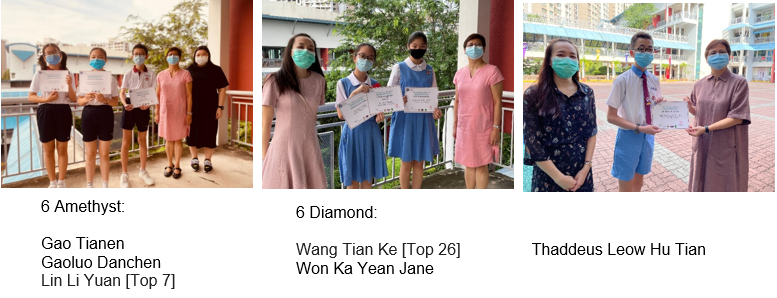 6 Amethyst:
Gao Tianen
Gaoluo Danchen
Lin Li Yuan [Top 7]
6 Diamond:
Wang Tian Ke [Top 26]
Won Ka Yean Jane
Thaddeus Leow Hu Tian